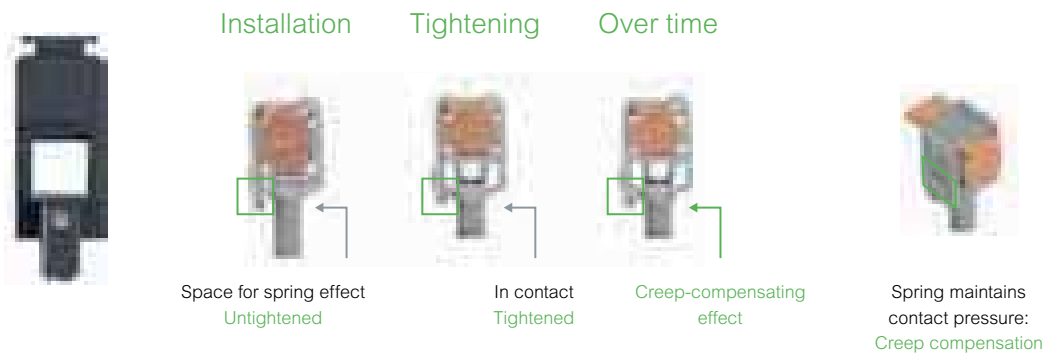 Installation
Tightening
Over time
Space for spring effect
Untightened
In contact
Tightened
Creep-compensating
effect
Spring maintains
contact pressure:
Creep compensation